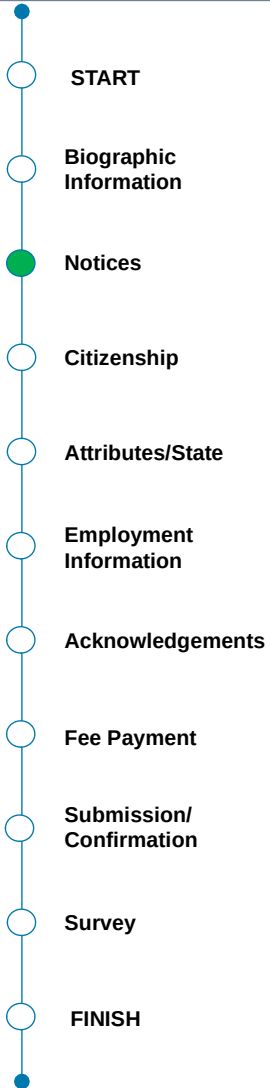 START
Biographic
Information
Notices
Citizenship
Attributes/State
Employment
Information
Acknowledgements
Fee Payment
Submission/
Confirmation
Survey
FINISH